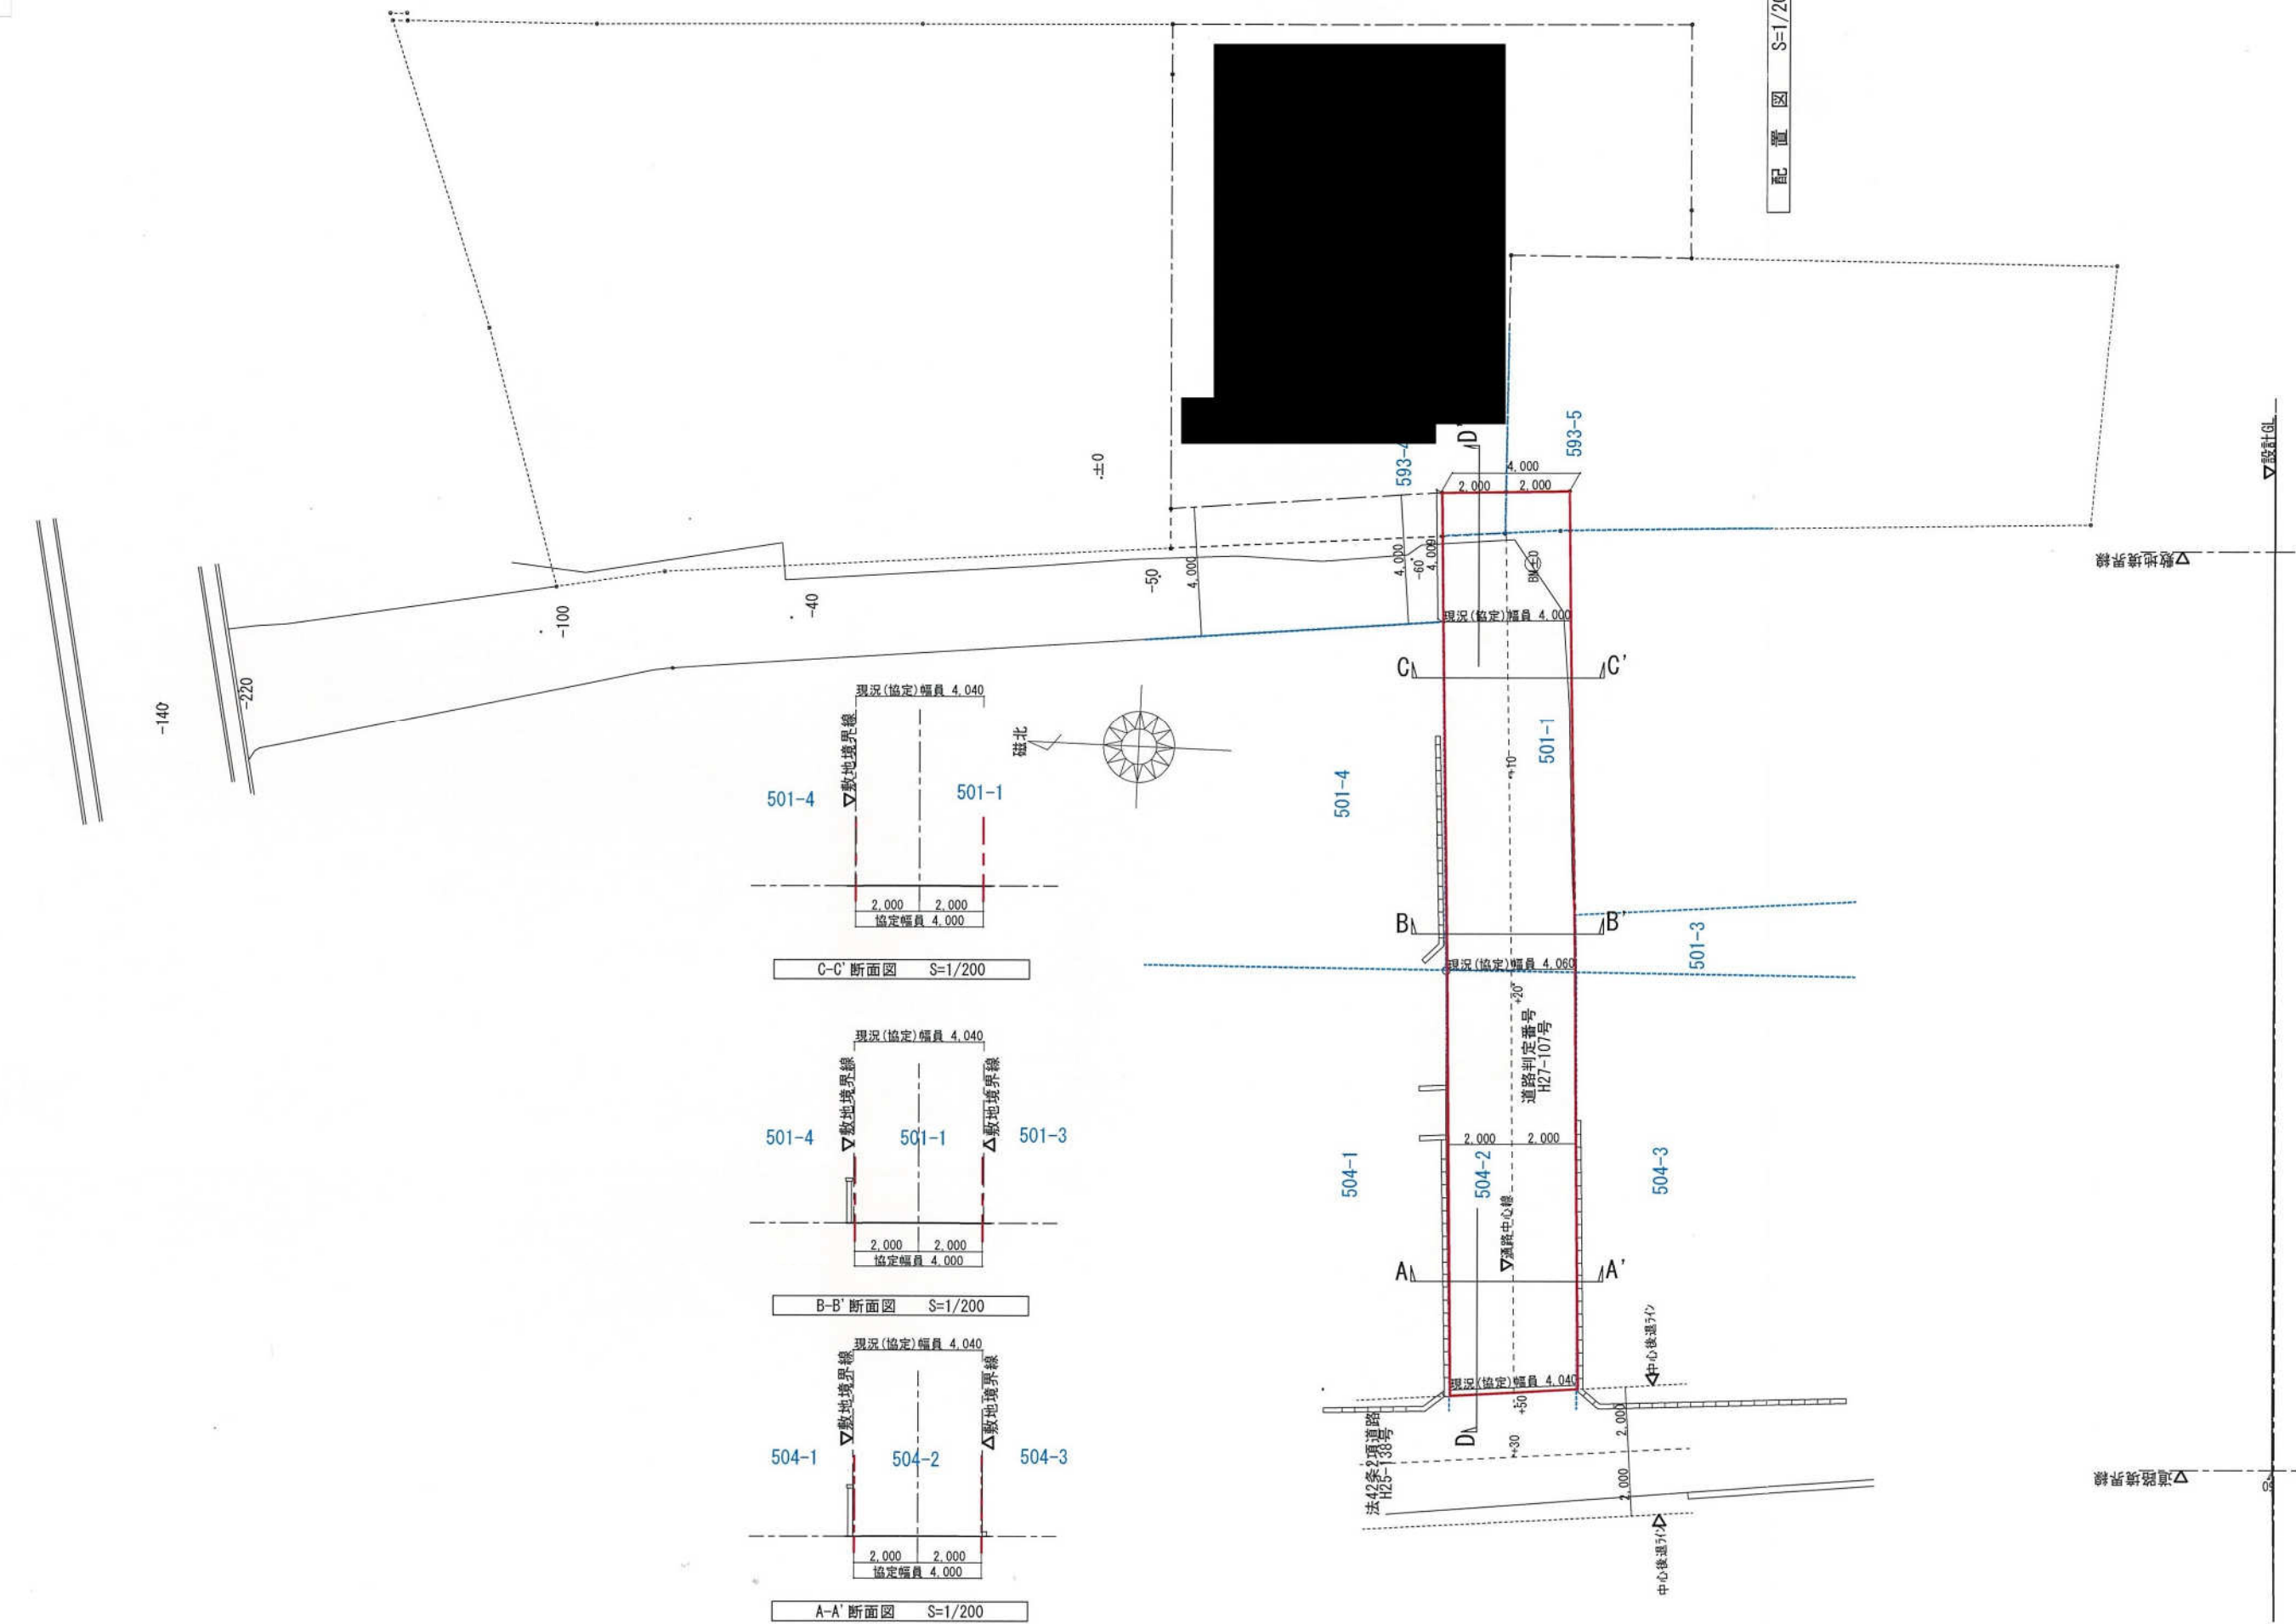 配 置 図 S=1/20
593-4
D'
593-5
4,000
2,000
2,000
±0
▽設計GL
敷地境界線
-50
4,000
4,000
-60
4,009
BM±0
-40
-100
-220
-140
現況(協定)幅員 4,000
C
C'
501-1
+10
501-4
磁北
現況(協定)幅員 4,040
▽敷地境界線
501-4
501-1
2,000
2,000
協定幅員 4,000
C-C' 断面図 S=1/200
B
B'
501-3
現況(協定)幅員 4,060
+20
道路判定番号
H27-107号
現況(協定)幅員 4,040
▽敷地境界線
▽敷地境界線
501-4
501-1
501-3
2,000
2,000
協定幅員 4,000
B-B' 断面図 S=1/200
2,000
2,000
504-1
504-2
504-3
▽通路中心線
A
A'
現況(協定)幅員 4,040
+50
中心後退ライン
D
+30
法42条2項道路
H25-138号
2,000
2,000
中心後退ライン
道路境界線
現況(協定)幅員 4,040
▽敷地境界線
▽敷地境界線
504-1
504-2
504-3
2,000
2,000
協定幅員 4,000
A-A' 断面図 S=1/200